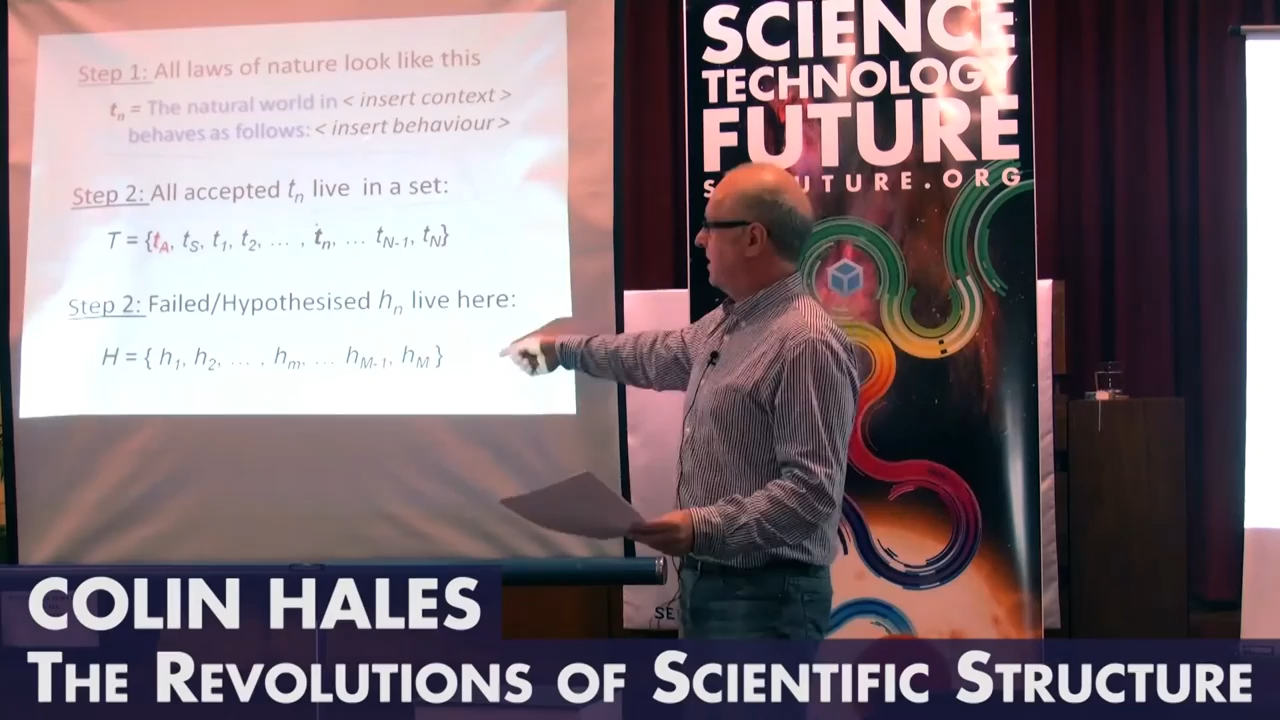 Step 1: All laws of nature look like this
tn = The natural world in < insert context >
behaves as follows: < insert behaviour >
Step 2: All accepted tn live in a set:
T = {tA, tS, t1, t2, ... , tn, ... tN-1, tN}
Step 2: Failed/Hypothesised hn live here:
H = { h1, h2, ... , hm, ... hM-1, hM }
SCIENCE
TECHNOLOGY
FUTURE
S UTURE.ORG
SE
COLIN HALES
THE REVOLUTIONS OF SCIENTIFIC STRUCTURE